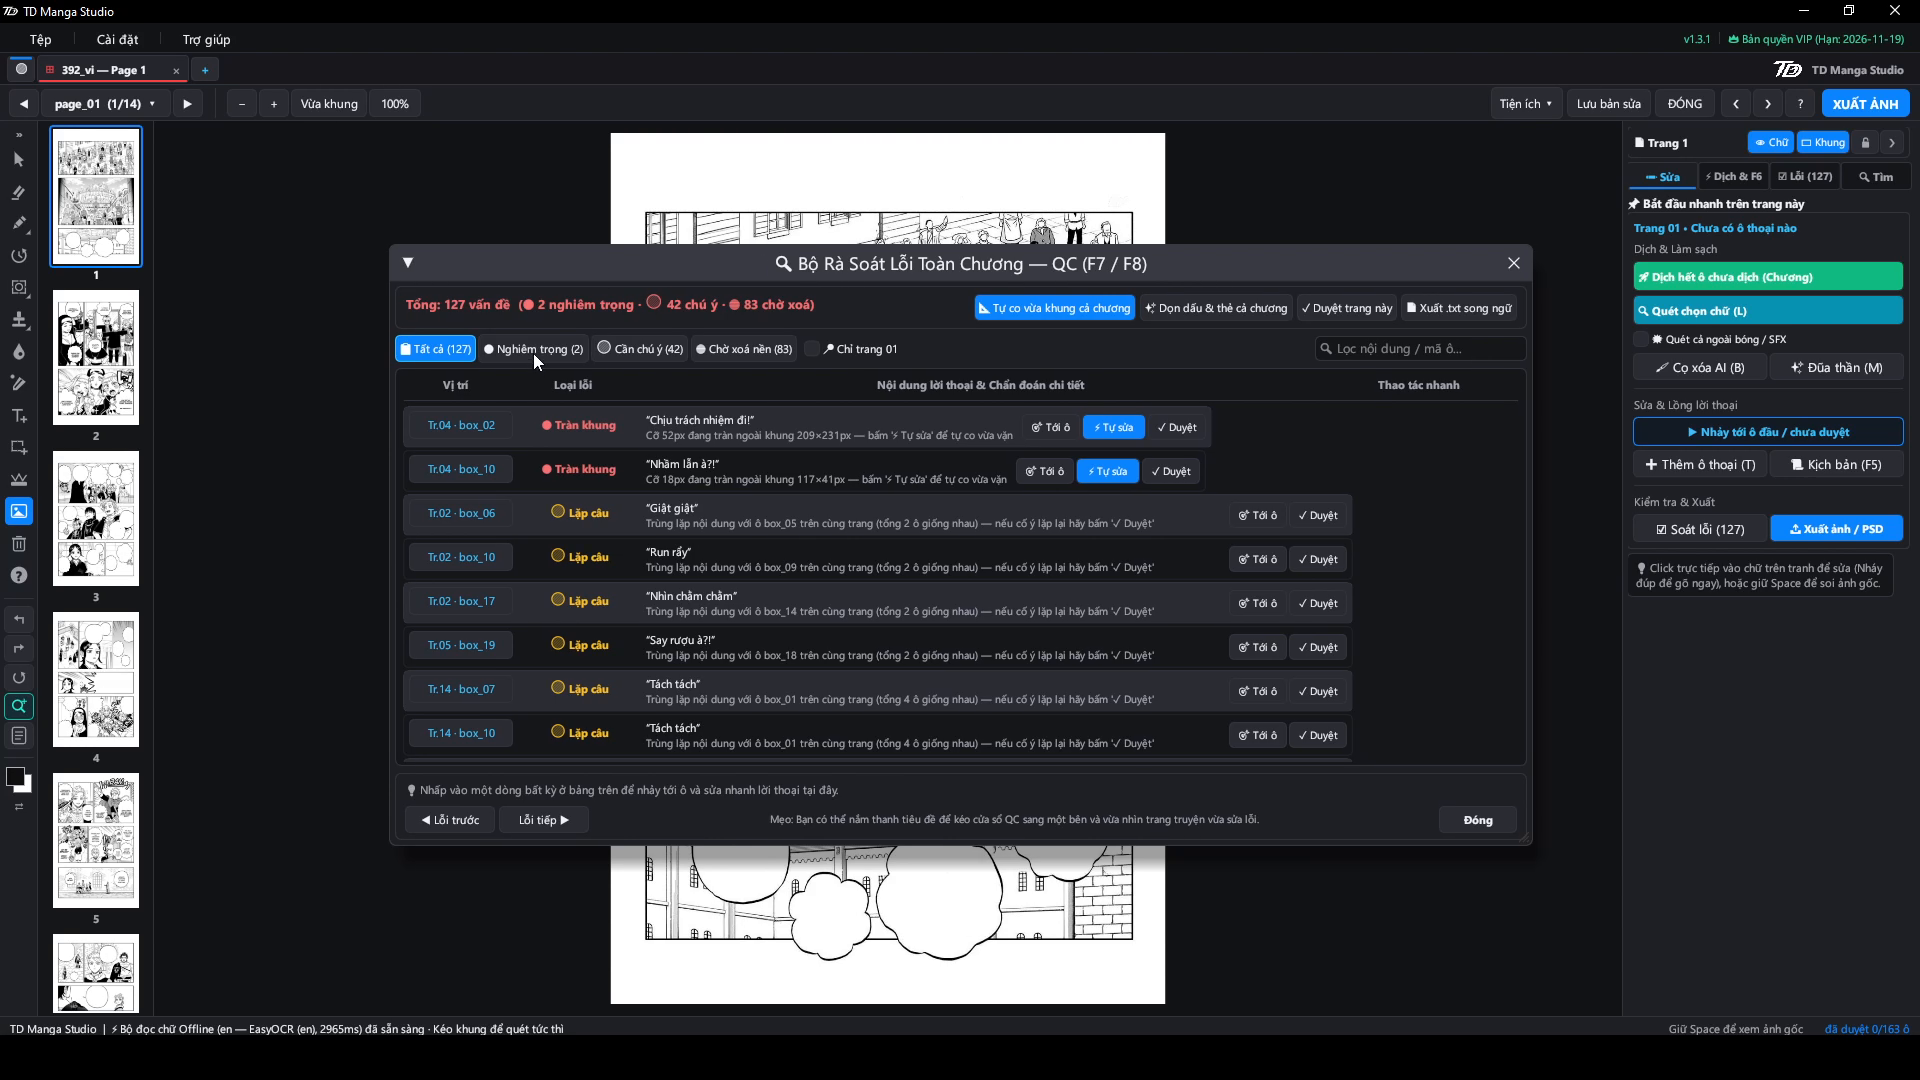 TD Manga Studio
Tệp
Cài đặt
Trợ giúp
v1.3.1
Bản quyền VIP (Hạn: 2026-11-19)
392_vi — Page 1
TD Manga Studio
page_01 (1/14)
Vừa khung
100%
Tiện ích
Lưu bản sửa
ĐÓNG
?
XUẤT ẢNH
1
2
3
4
5
Bộ Rà Soát Lỗi Toàn Chương — QC (F7 / F8)
Tổng: 127 vấn đề (● 2 nghiêm trọng · 42 chú ý · 83 chờ xoá)
Tự co vừa khung cả chương
Dọn dấu & thẻ cả chương
✓ Duyệt trang này
Xuất .txt song ngữ
Tất cả (127)
Nghiêm trọng (2)
Cần chú ý (42)
Chờ xoá nền (83)
Chỉ trang 01
Lọc nội dung / mã ô...
Vị trí
Loại lỗi
Nội dung lời thoại & Chẩn đoán chi tiết
Thao tác nhanh
Tr.04 · box_02
Tràn khung
"Chịu trách nhiệm đi!"
Cỡ 52px đang tràn ngoài khung 209×231px — bấm '⚡ Tự sửa' để tự co vừa vặn
Tới ô
⚡ Tự sửa
✓ Duyệt
Tr.04 · box_10
Tràn khung
"Nhầm lẫn à?!"
Cỡ 18px đang tràn ngoài khung 117×41px — bấm '⚡ Tự sửa' để tự co vừa vặn
Tới ô
⚡ Tự sửa
✓ Duyệt
Tr.02 · box_06
Lặp câu
"Giật giật"
Trùng lặp nội dung với ô box_05 trên cùng trang (tổng 2 ô giống nhau) — nếu cố ý lặp lại hãy bấm '✓ Duyệt'
Tới ô
✓ Duyệt
Tr.02 · box_10
Lặp câu
"Run rẩy"
Trùng lặp nội dung với ô box_09 trên cùng trang (tổng 2 ô giống nhau) — nếu cố ý lặp lại hãy bấm '✓ Duyệt'
Tới ô
✓ Duyệt
Tr.02 · box_17
Lặp câu
"Nhìn chằm chằm"
Trùng lặp nội dung với ô box_14 trên cùng trang (tổng 2 ô giống nhau) — nếu cố ý lặp lại hãy bấm '✓ Duyệt'
Tới ô
✓ Duyệt
Tr.05 · box_19
Lặp câu
"Say rượu à?!"
Trùng lặp nội dung với ô box_18 trên cùng trang (tổng 2 ô giống nhau) — nếu cố ý lặp lại hãy bấm '✓ Duyệt'
Tới ô
✓ Duyệt
Tr.14 · box_07
Lặp câu
"Tách tách"
Trùng lặp nội dung với ô box_01 trên cùng trang (tổng 4 ô giống nhau) — nếu cố ý lặp lại hãy bấm '✓ Duyệt'
Tới ô
✓ Duyệt
Tr.14 · box_10
Lặp câu
"Tách tách"
Trùng lặp nội dung với ô box_01 trên cùng trang (tổng 4 ô giống nhau) — nếu cố ý lặp lại hãy bấm '✓ Duyệt'
Tới ô
✓ Duyệt
Nhấp vào một dòng bất kỳ ở bảng trên để nhảy tới ô và sửa nhanh lời thoại tại đây.
◀ Lỗi trước
Lỗi tiếp ▶
Mẹo: Bạn có thể nắm thanh tiêu đề để kéo cửa sổ QC sang một bên và vừa nhìn trang truyện vừa sửa lỗi.
Đóng
Trang 1
Chữ
Khung
Sửa
⚡ Dịch & F6
Lỗi (127)
Tìm
Bắt đầu nhanh trên trang này
Trang 01 • Chưa có ô thoại nào
Dịch & Làm sạch
Dịch hết ô chưa dịch (Chương)
Quét chọn chữ (L)
Quét cả ngoài bóng / SFX
Cọ xóa AI (B)
Đũa thần (M)
Sửa & Lồng lời thoại
▶ Nhảy tới ô đầu / chưa duyệt
Thêm ô thoại (T)
Kịch bản (F5)
Kiểm tra & Xuất
Soát lỗi (127)
Xuất ảnh / PSD
Click trực tiếp vào chữ trên tranh để sửa (Nháy
đúp để gõ ngay), hoặc giữ Space để soi ảnh gốc.
TD Manga Studio | ⚡ Bộ đọc chữ Offline (en — EasyOCR (en), 2965ms) đã sẵn sàng · Kéo khung để quét tức thì
Giữ Space để xem ảnh gốc
đã duyệt 0/163 ô